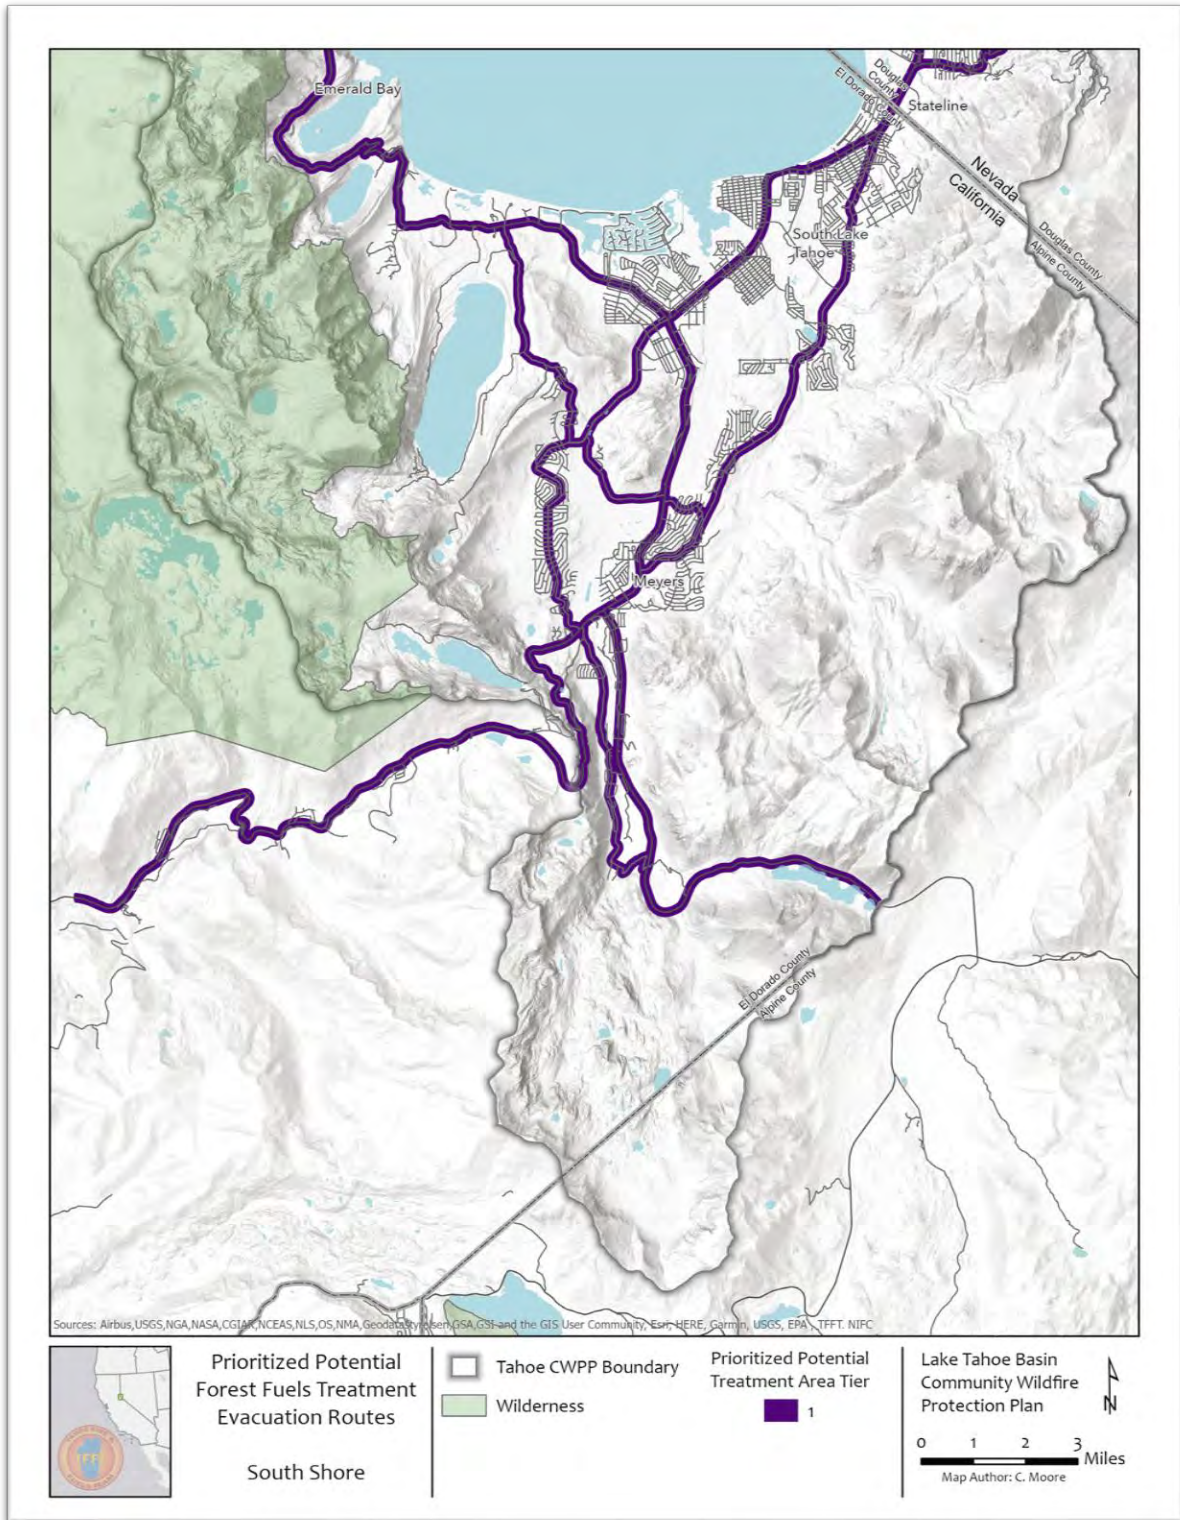 Emerald Bay
Douglas
County
El Dorado County
Stateline
Nevada
California
South Lake
Tahoe
Douglas County
Alpine County
Meyers
El Dorado County
Alpine County
Sources: Airbus,USGS,NGA,NASA,CGIAR,NCEAS,NLS,OS,NMA,Geodatastyrelsen,GSA,GSI and the GIS User Community, Esri, HERE, Garmin, USGS, EPA, TFFT. NIFC
Prioritized Potential
Forest Fuels Treatment
Evacuation Routes
South Shore
Tahoe CWPP Boundary
Wilderness
Prioritized Potential
Treatment Area Tier
1
Lake Tahoe Basin
Community Wildfire
Protection Plan
N
0 1 2 3
Miles
Map Author: C. Moore